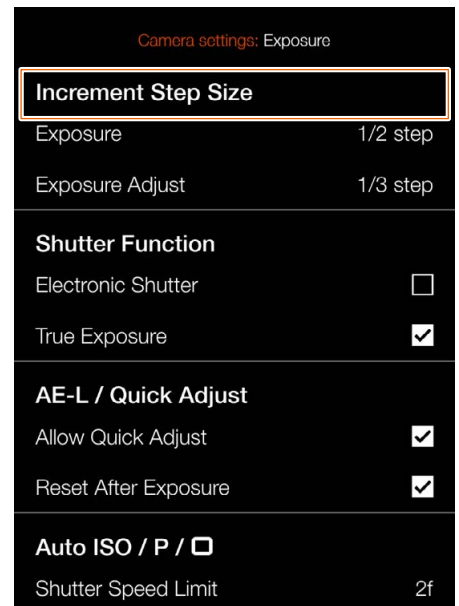 Camera settings: Exposure
Increment Step Size
Exposure 1/2 step
Exposure Adjust 1/3 step
Shutter Function
Electronic Shutter
True Exposure
AE-L / Quick Adjust
Allow Quick Adjust
Reset After Exposure
Auto ISO / P /
Shutter Speed Limit 2f